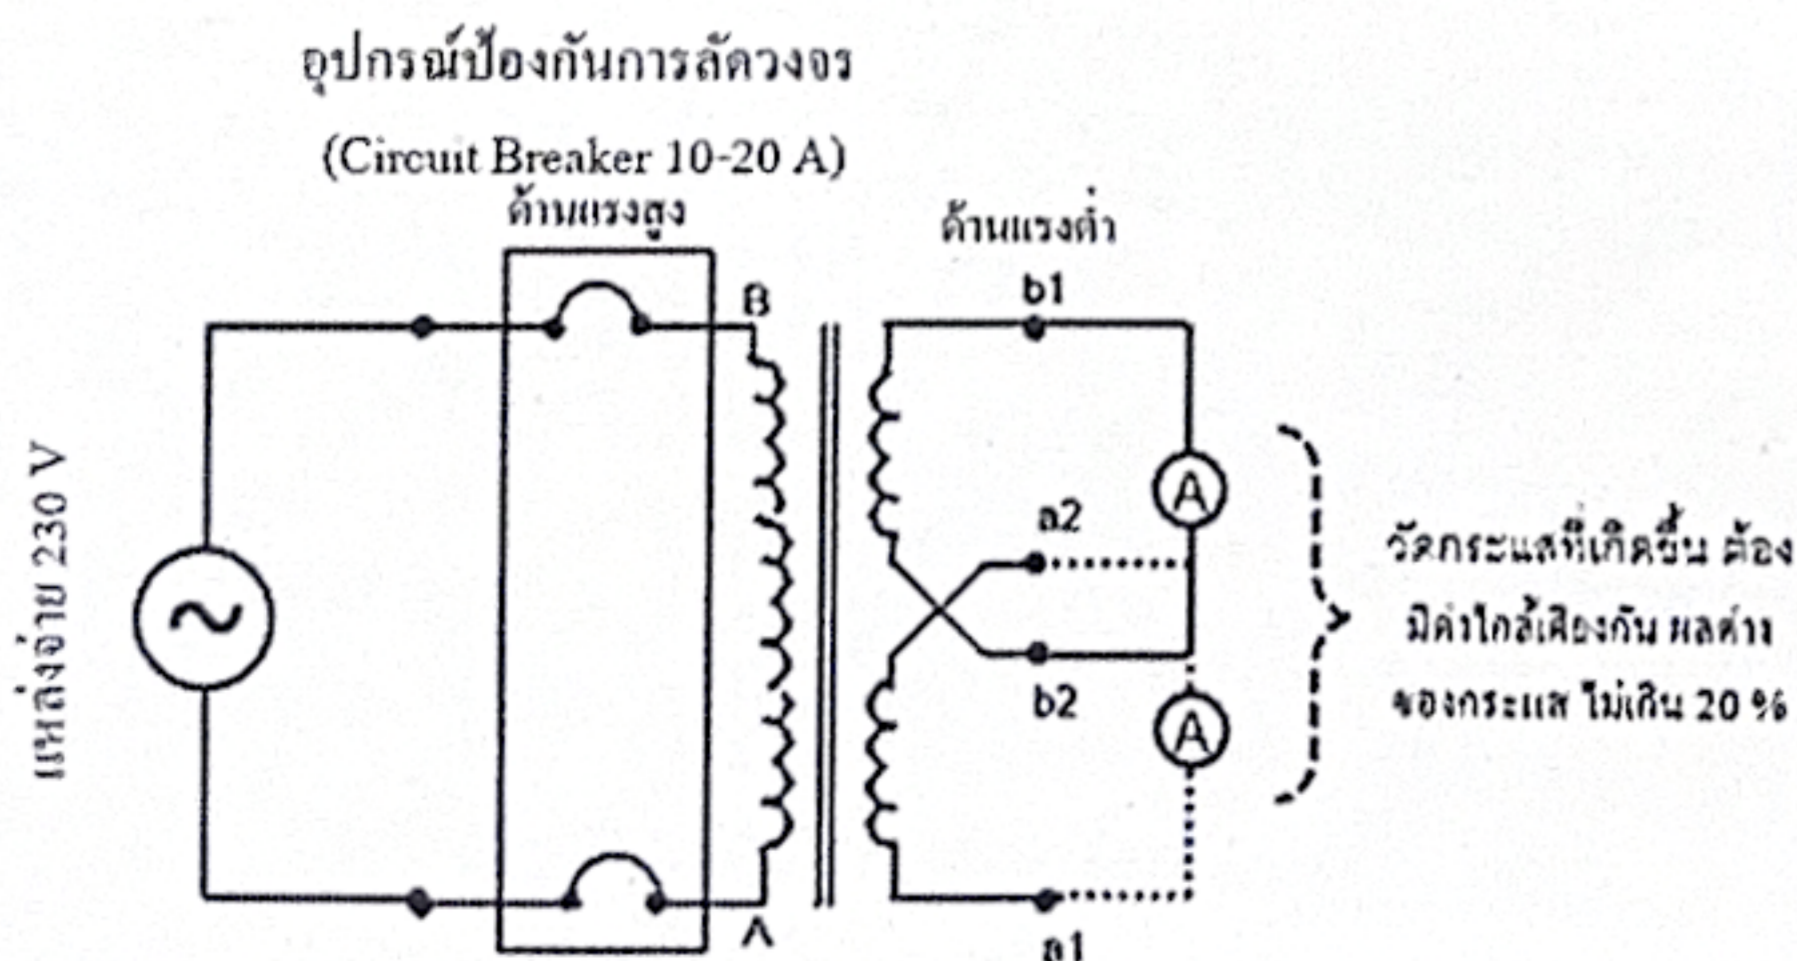 อุปกรณ์ป้องกันการลัดวงจร
(Circuit Breaker 10-20 A)
ด้านแรงสูง
ด้านแรงต่ำ
B
b1
A
a2
แหล่งจ่าย 230 V
วัดกระแสที่เกิดขึ้น ต้อง
มีค่าใกล้เคียงกัน ผลต่าง
ของกระแส ไม่เกิน 20 %
b2
A
A
a1